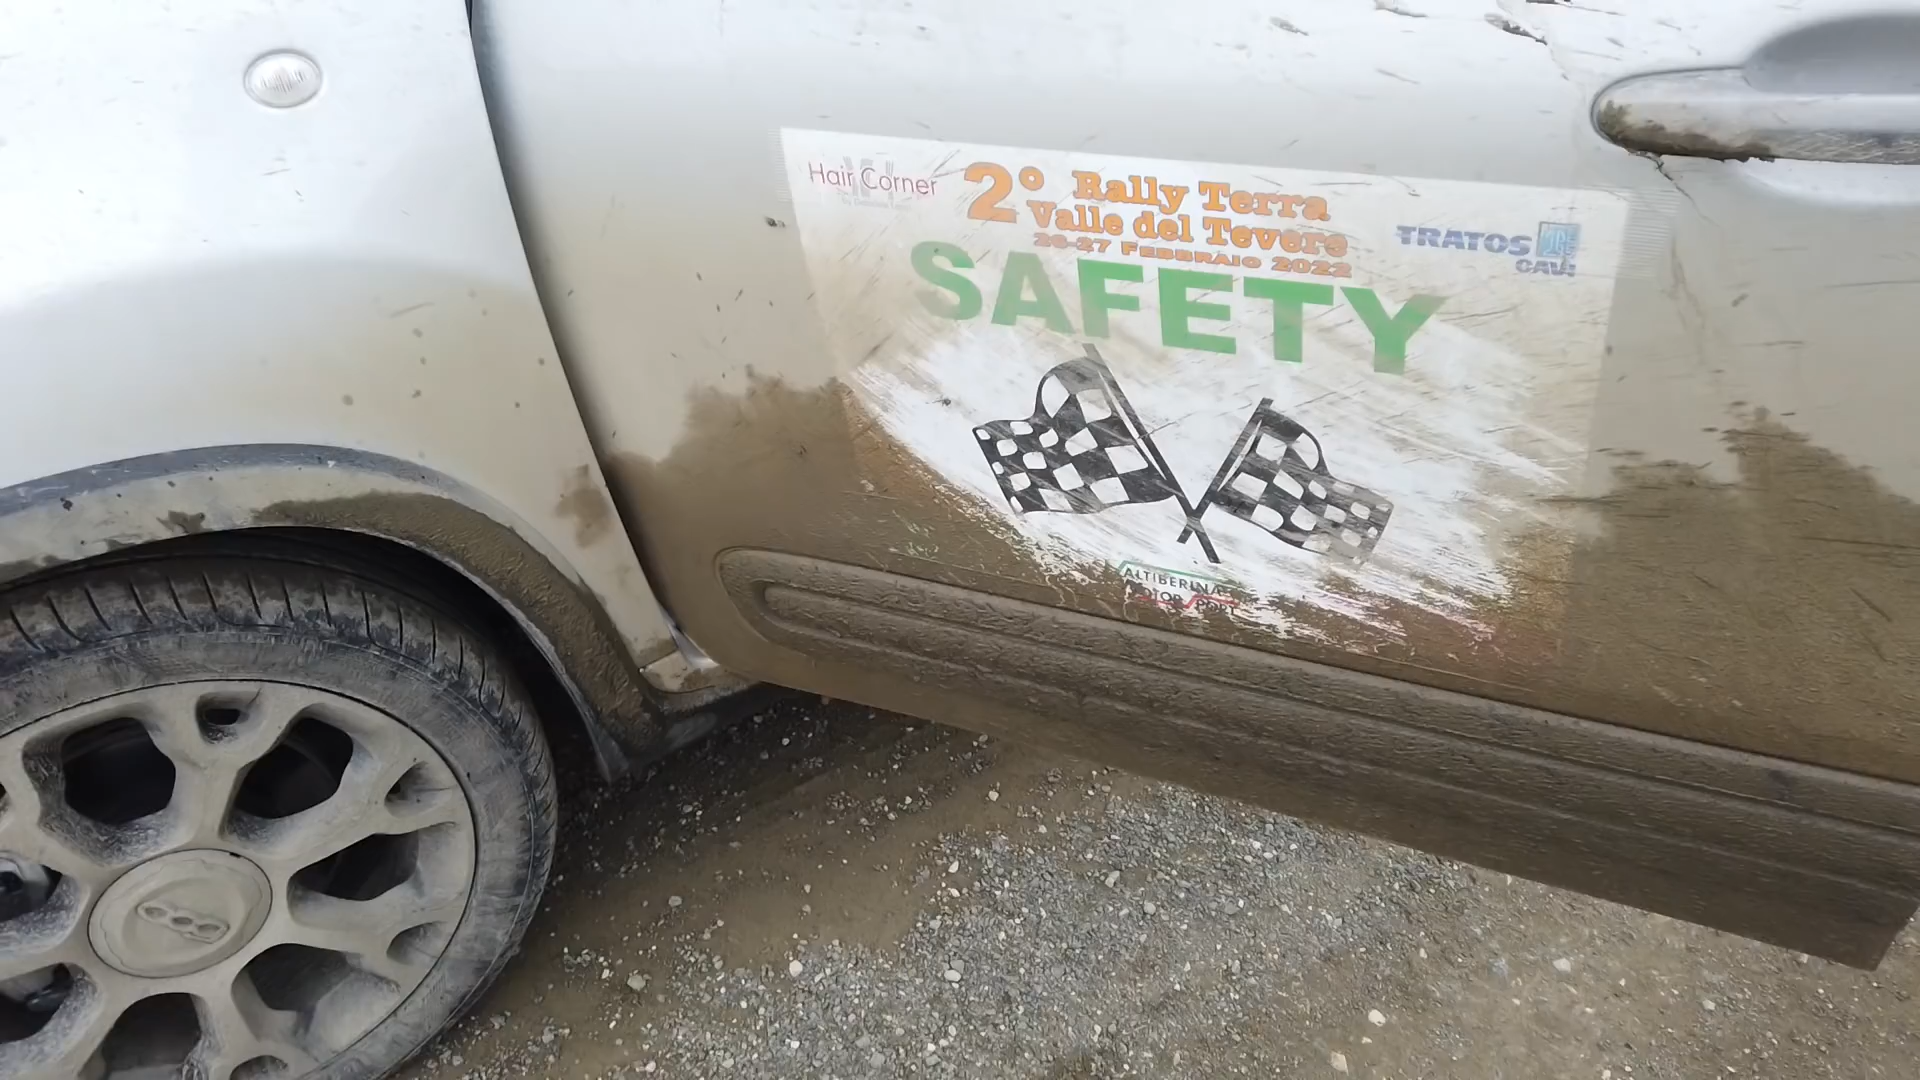 Hair Corner
2° Rally Terra
Valle del Tevere
26-27 FEBBRAIO 2022
TRATOS
CAVI
SAFETY
ALTIBERINA
MOTOR SPORT